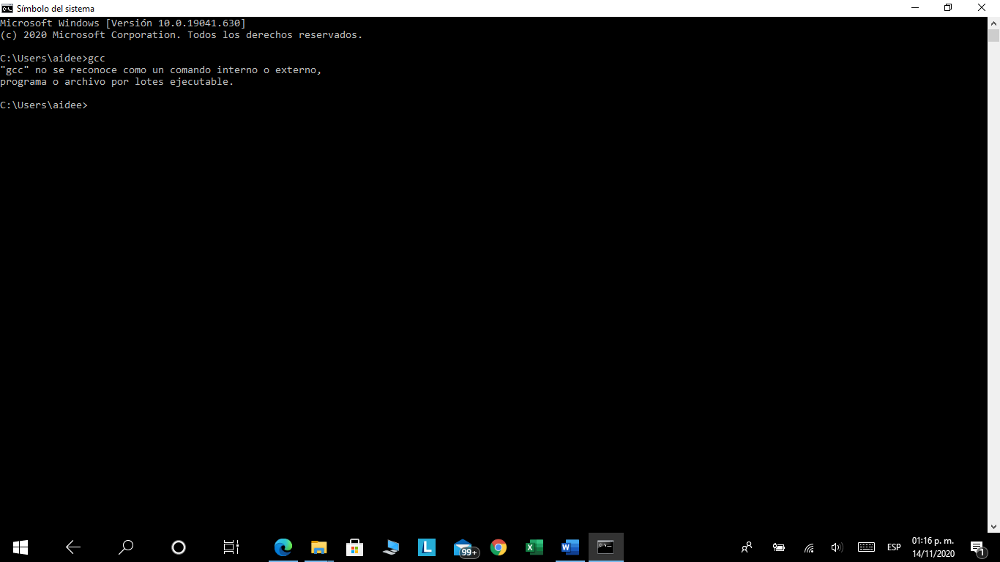 Símbolo del sistema
Microsoft Windows [Versión 10.0.19041.630]
(c) 2020 Microsoft Corporation. Todos los derechos reservados.
C:\Users\aidee>gcc
"gcc" no se reconoce como un comando interno o externo,
programa o archivo por lotes ejecutable.
C:\Users\aidee>
L
99+
ESP
01:16 p. m.
14/11/2020
1